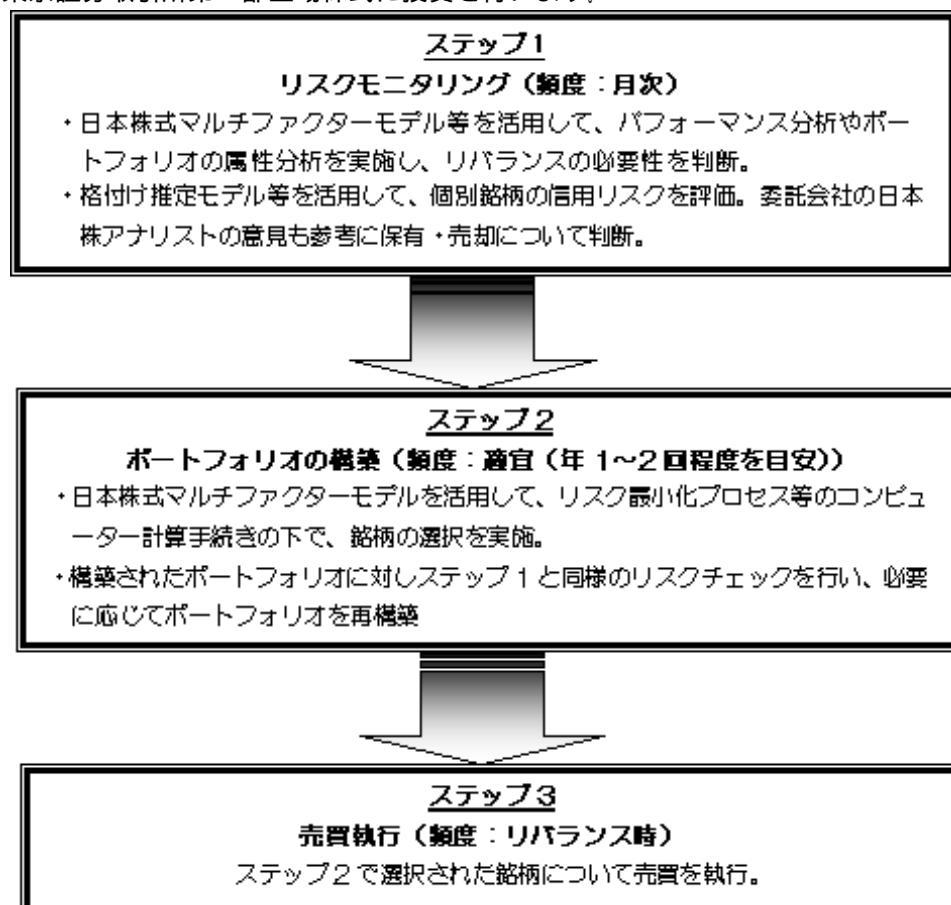 ステップ1
リスクモニタリング（頻度：月次）
・日本株式マルチファクターモデル等を活用して、パフォーマンス分析やポー
トフォリオの属性分析を実施し、リバランスの必要性を判断。
・格付け推定モデル等を活用して、個別銘柄の信用リスクを評価。委託会社の日本
株アナリストの意見も参考に保有・売却について判断。
ステップ2
ポートフォリオの構築（頻度：適宜（年 1～2 回程度を目安））
・日本株式マルチファクターモデルを活用して、リスク最小化プロセス等のコンピュ
ーター計算手続きの下で、銘柄の選択を実施。
・構築されたポートフォリオに対しステップ 1 と同様のリスクチェックを行い、必要
に応じてポートフォリオを再構築
ステップ3
売買執行（頻度：リバランス時）
ステップ2で選択された銘柄について売買を執行。